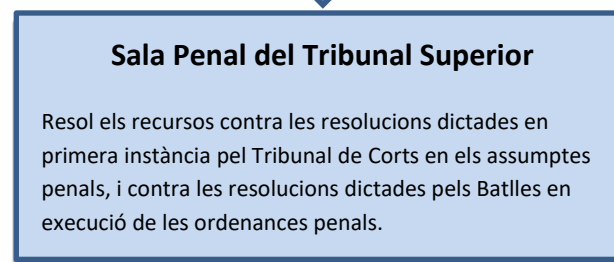 Sala Penal del Tribunal Superior
Resol els recursos contra les resolucions dictades en
primera instància pel Tribunal de Corts en els assumptes
penals, i contra les resolucions dictades pels Batlles en
execució de les ordenances penals.